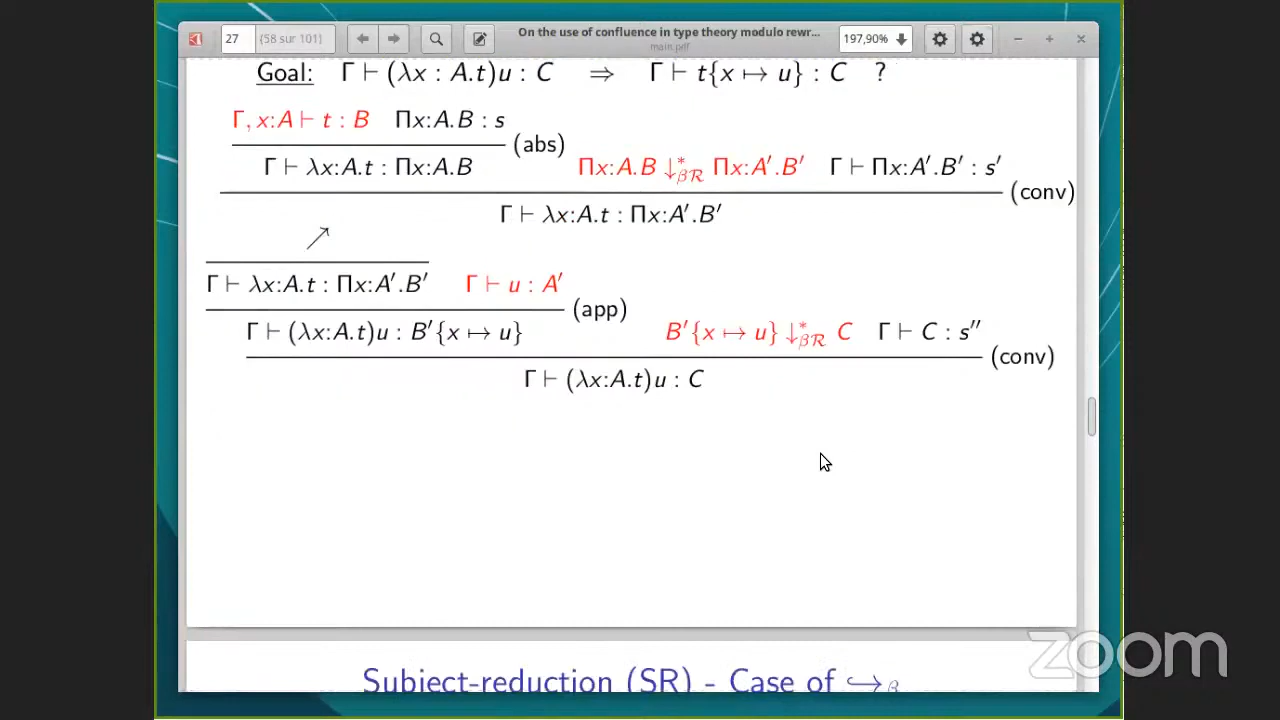 27 (58 sur 101) On the use of confluence in type theory modulo rewr... 197,90%
main.pdf
Goal: Γ ⊢ (λx : A.t)u : C ⇒ Γ ⊢ t{x ↦ u} : C ?
Γ, x:A ⊢ t : B Πx:A.B : s
(abs)
Γ ⊢ λx:A.t : Πx:A.B Πx:A.B ↓*βR Πx:A′.B′ Γ ⊢ Πx:A′.B′ : s′
(conv)
Γ ⊢ λx:A.t : Πx:A′.B′
↗
Γ ⊢ λx:A.t : Πx:A′.B′ Γ ⊢ u : A′
(app)
Γ ⊢ (λx:A.t)u : B′{x ↦ u} B′{x ↦ u} ↓*βR C Γ ⊢ C : s′′
(conv)
Γ ⊢ (λx:A.t)u : C
Subject-reduction (SR) - Case of ↪β
zoom